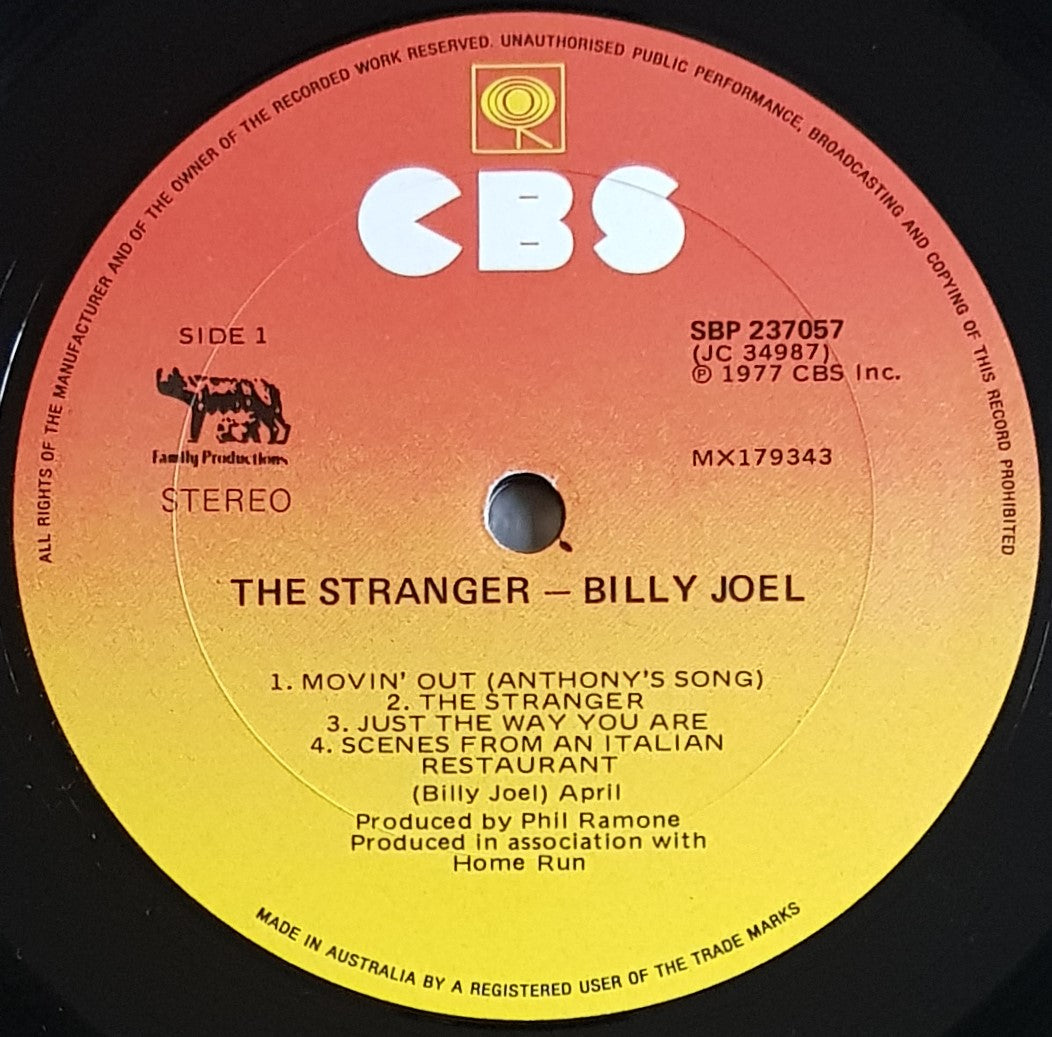 ALL RIGHTS OF THE MANUFACTURER AND OF THE OWNER OF THE RECORDED WORK RESERVED. UNAUTHORISED PUBLIC PERFORMANCE, BROADCASTING AND COPYING OF THIS RECORD PROHIBITED
CBS
SIDE 1
Family Productions
STEREO
SBP 237057
(JC 34987)
℗ 1977 CBS Inc.
MX179343
THE STRANGER — BILLY JOEL
1. MOVIN' OUT (ANTHONY'S SONG)
2. THE STRANGER
3. JUST THE WAY YOU ARE
4. SCENES FROM AN ITALIAN
RESTAURANT
(Billy Joel) April
Produced by Phil Ramone
Produced in association with
Home Run
MADE IN AUSTRALIA BY A REGISTERED USER OF THE TRADE MARKS